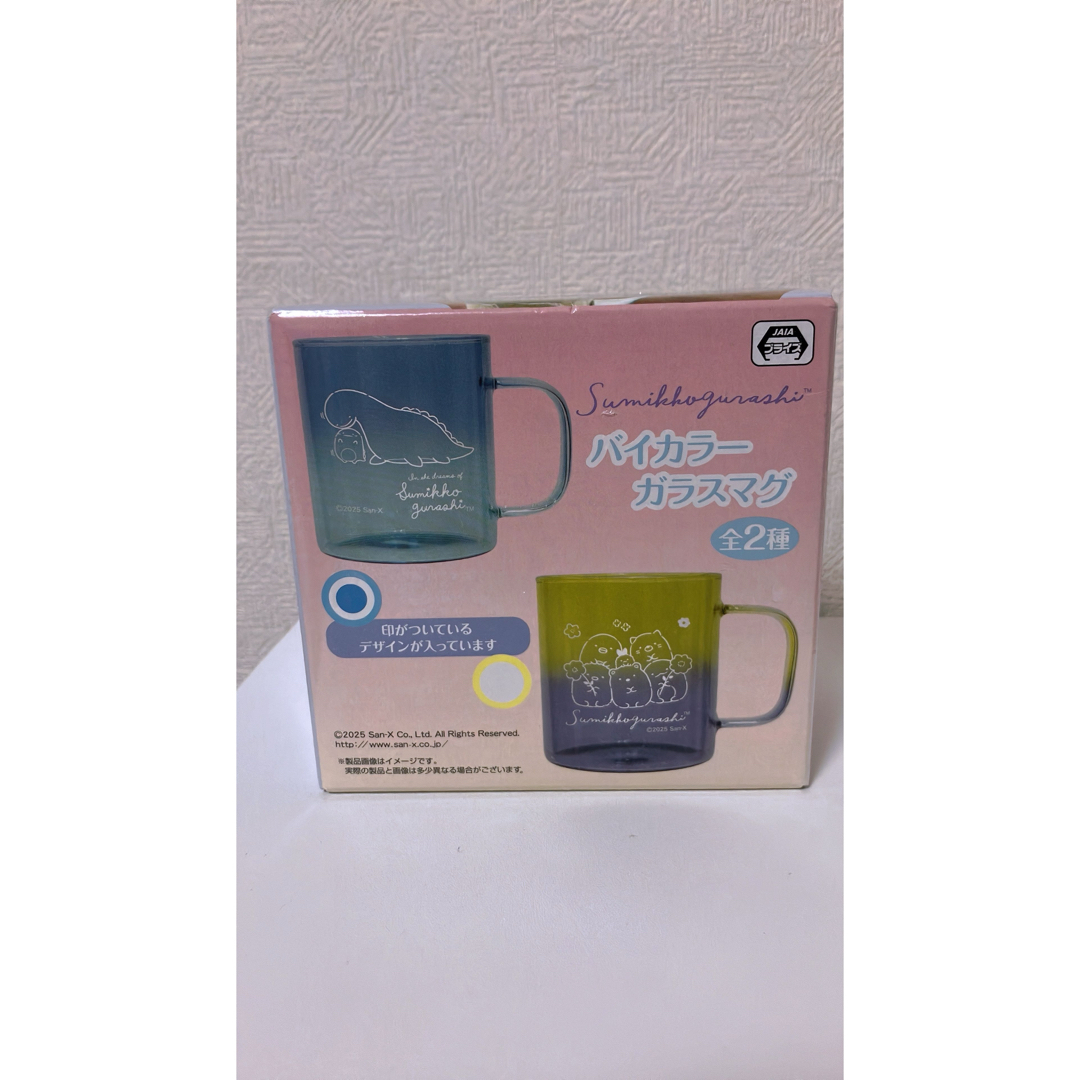 JAIA
プライズ
Sumikkogurashi™
バイカラー
ガラスマグ
全2種
In the dreams of
Sumikko
gurashi™
©2025 San-X
印がついている
デザインが入っています
Sumikkogurashi™
©2025 San-X
©2025 San-X Co., Ltd. All Rights Reserved.
http://www.san-x.co.jp/
※製品画像はイメージです。
実際の製品と画像は多少異なる場合がございます。